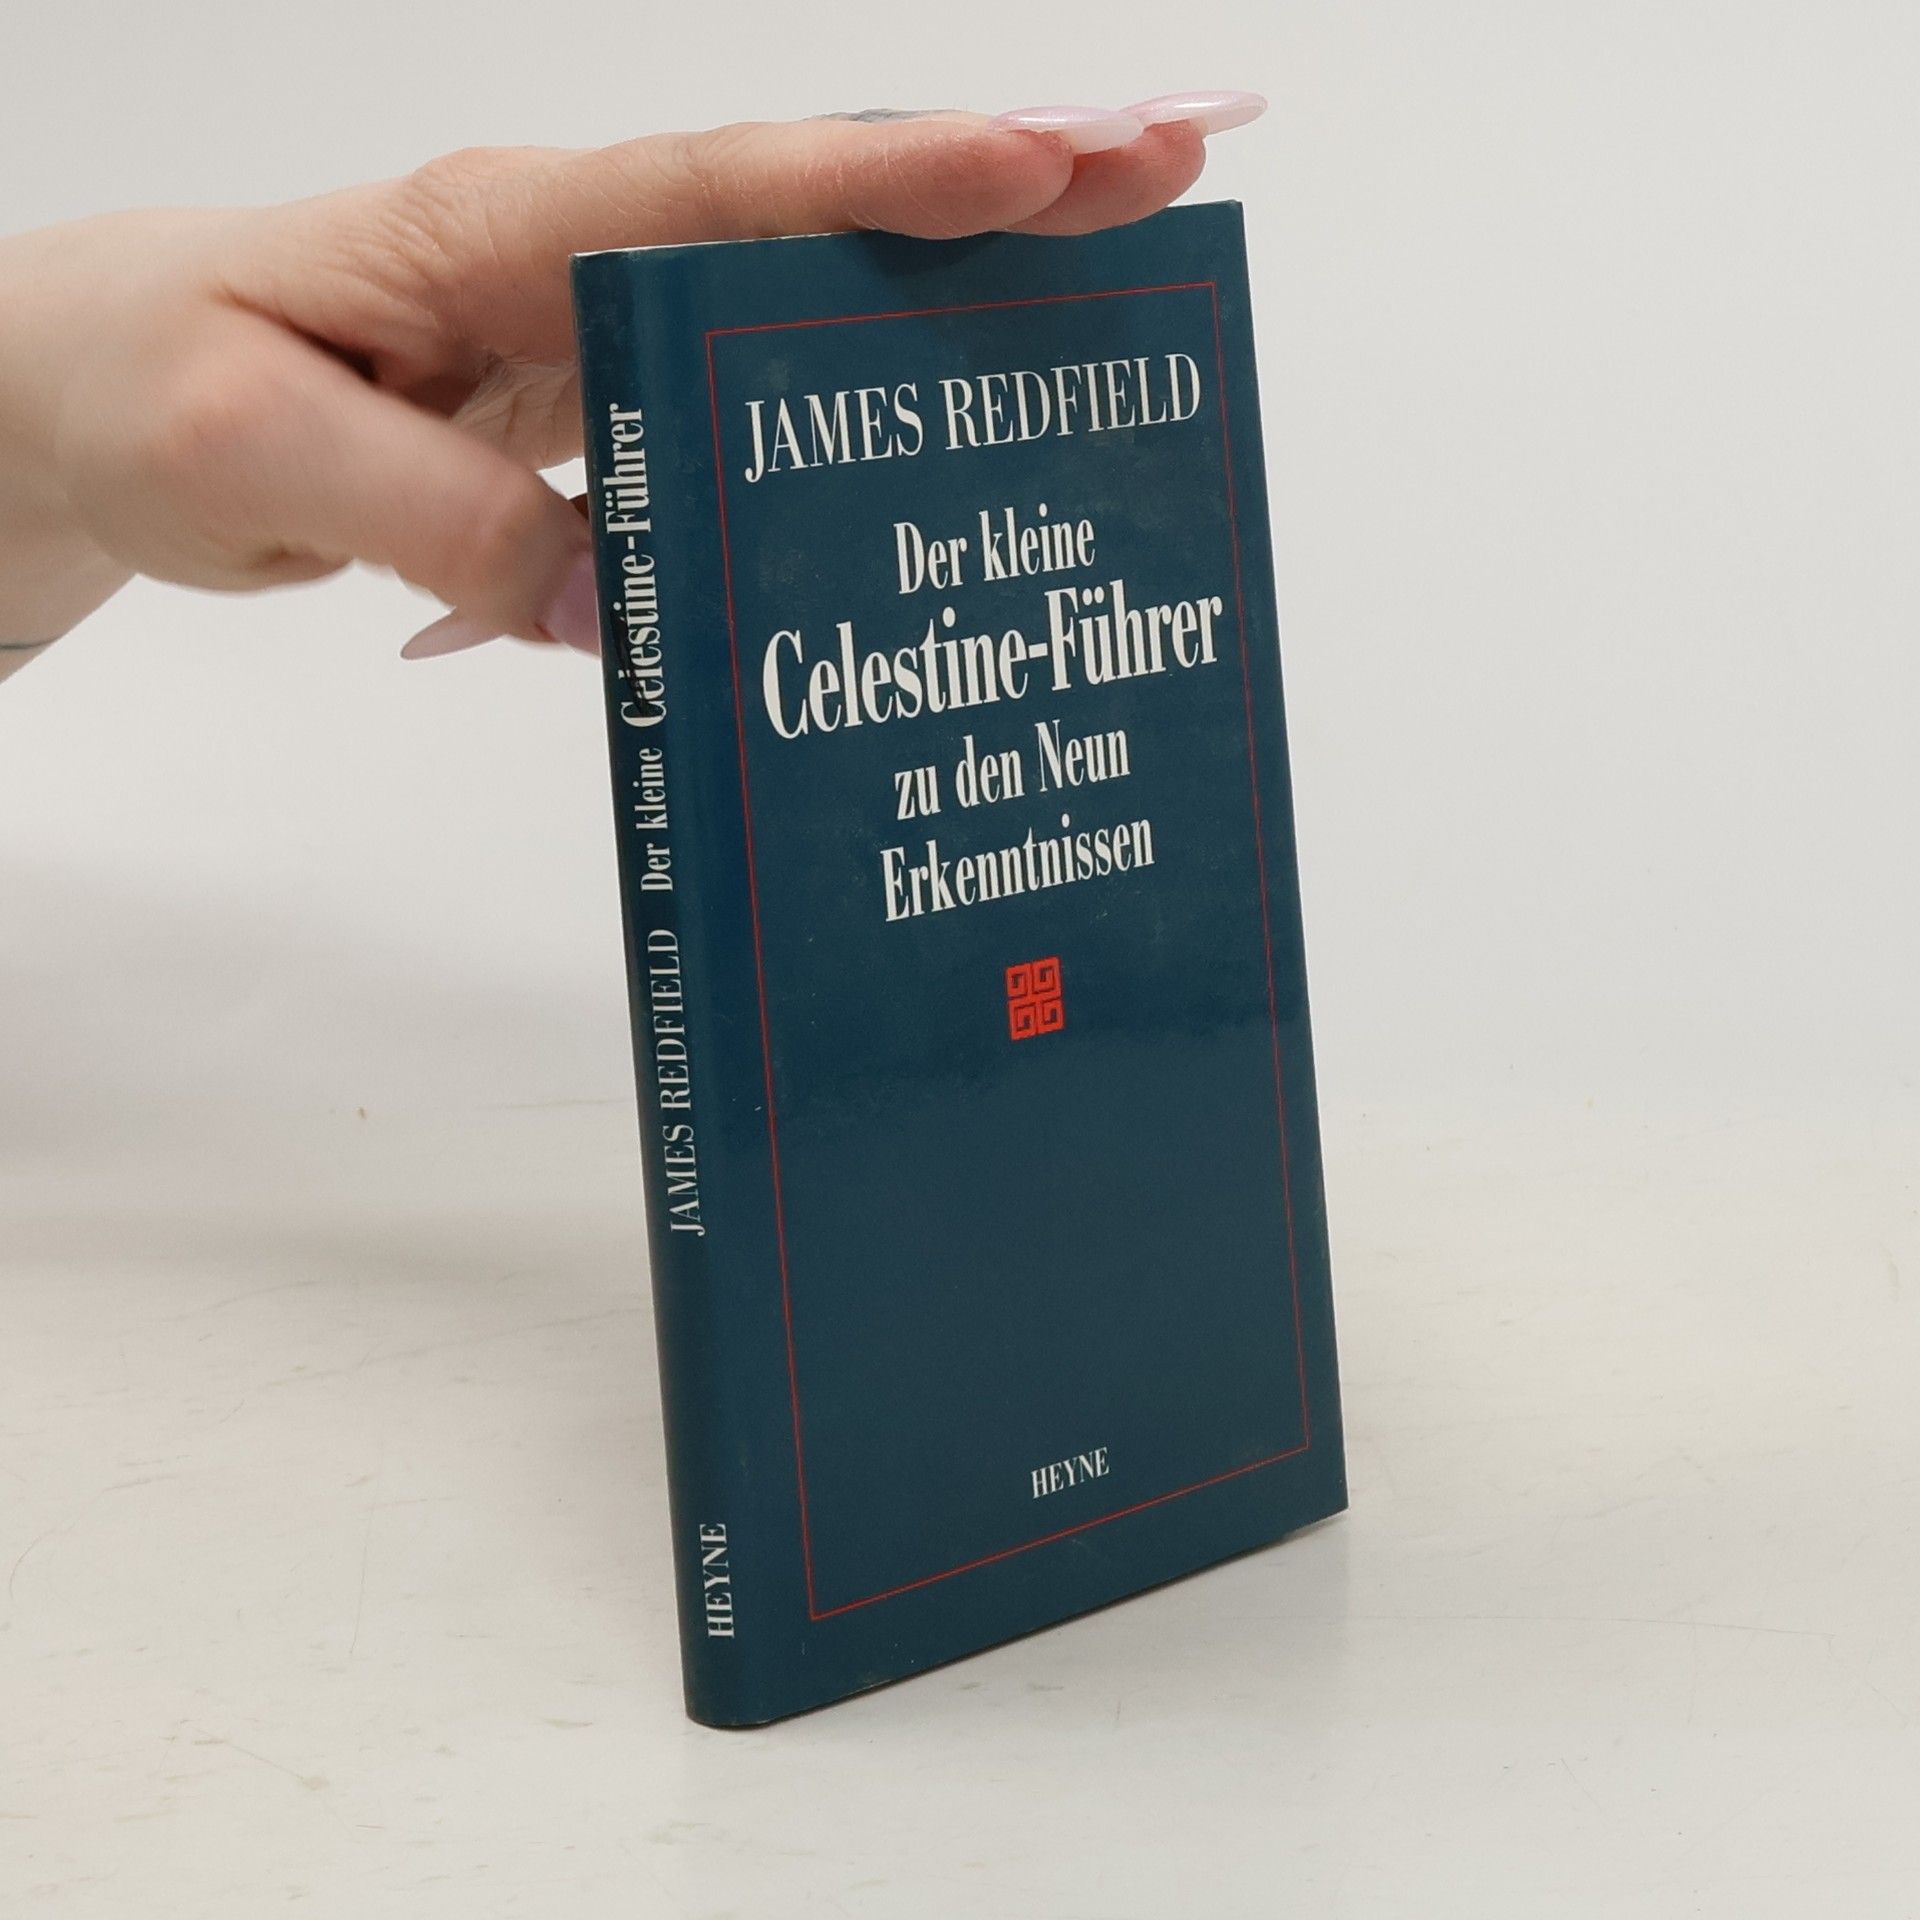 JAMES REDFIELD
Der kleine
Celestine-Führer
zu den Neun
Erkenntnissen
HEYNE
JAMES REDFIELD Der kleine Celestine-Führer HEYNE